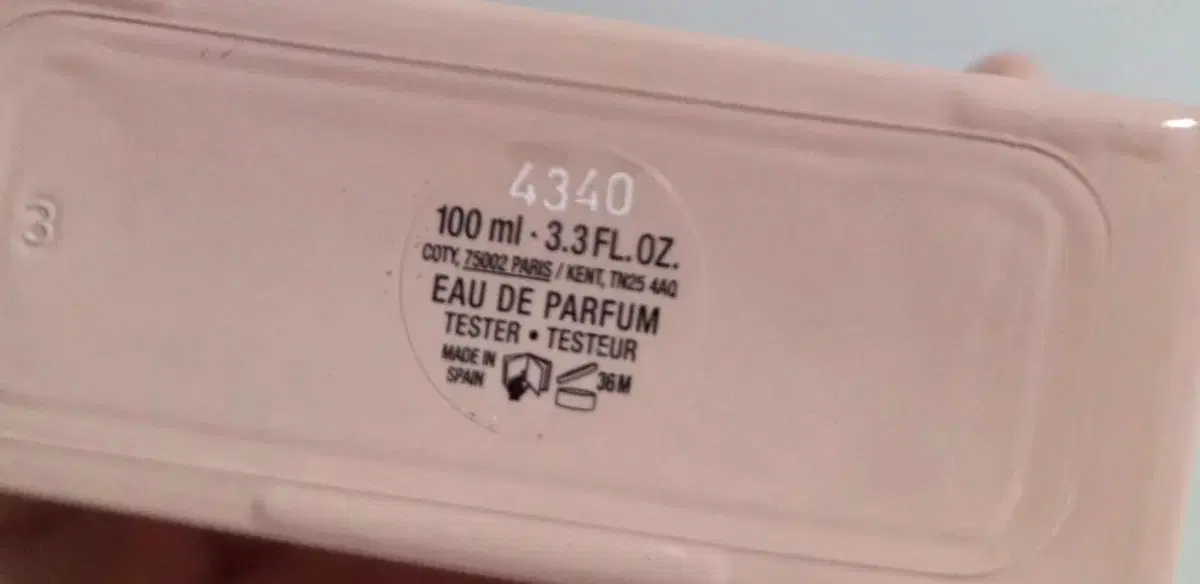 3
4340
100 ml · 3.3 FL. OZ.
COTY, 75002 PARIS / KENT, TN25 4AQ
EAU DE PARFUM
TESTER • TESTEUR
MADE IN
SPAIN
36 M